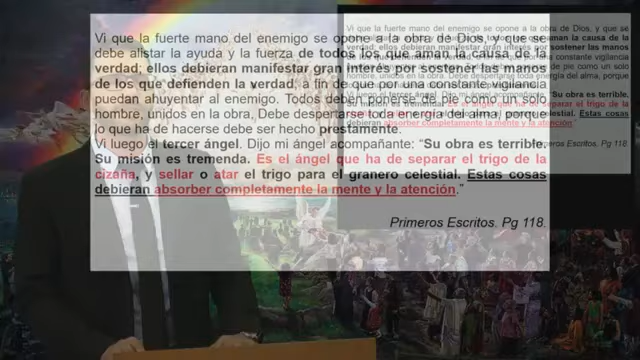 Vi que la fuerte mano del enemigo se opone a la obra de Dios, y que se
debe alistar la ayuda y la fuerza de todos los que aman la causa de la
verdad; ellos debieran manifestar gran interés por sostener las manos
de los que defienden la verdad, a fin de que por una constante vigilancia
puedan ahuyentar al enemigo. Todos deben ponerse de pie como un solo
hombre, unidos en la obra, Debe despertarse toda energía del alma, porque
lo que ha de hacerse debe ser hecho prestamente.
Vi luego al tercer ángel. Dijo mi ángel acompañante: “Su obra es terrible.
Su misión es tremenda. Es el ángel que ha de separar el trigo de la
cizaña, y sellar o atar el trigo para el granero celestial. Estas cosas
debieran absorber completamente la mente y la atención.”
Primeros Escritos. Pg 118.